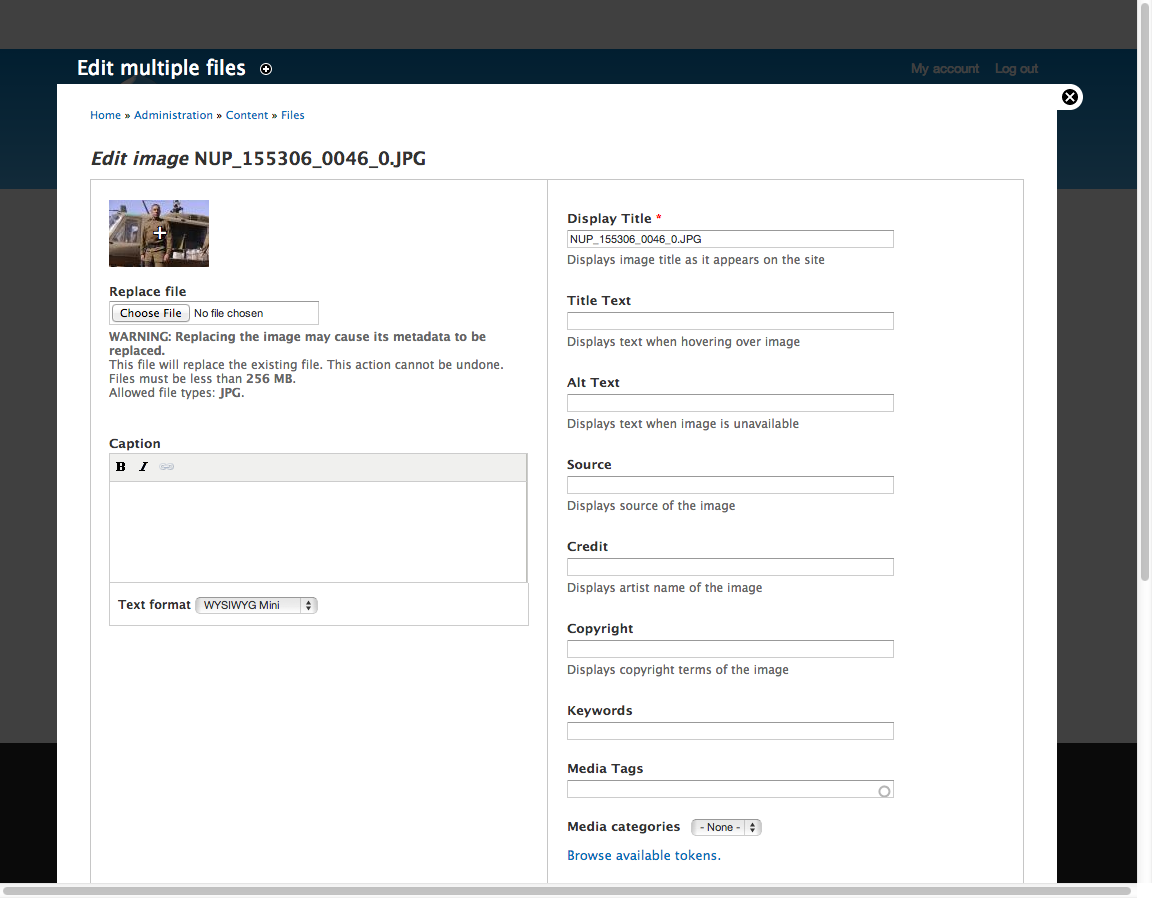 Edit multiple files
My account Log out
Home » Administration » Content » Files
Edit image NUP_155306_0046_0.JPG
Replace file
Choose File No file chosen
WARNING: Replacing the image may cause its metadata to be
replaced.
This file will replace the existing file. This action cannot be undone.
Files must be less than 256 MB.
Allowed file types: JPG.
Caption
B I
Text format WYSIWYG Mini
Display Title *
NUP_155306_0046_0.JPG
Displays image title as it appears on the site
Title Text
Displays text when hovering over image
Alt Text
Displays text when image is unavailable
Source
Displays source of the image
Credit
Displays artist name of the image
Copyright
Displays copyright terms of the image
Keywords
Media Tags
Media categories - None -
Browse available tokens.